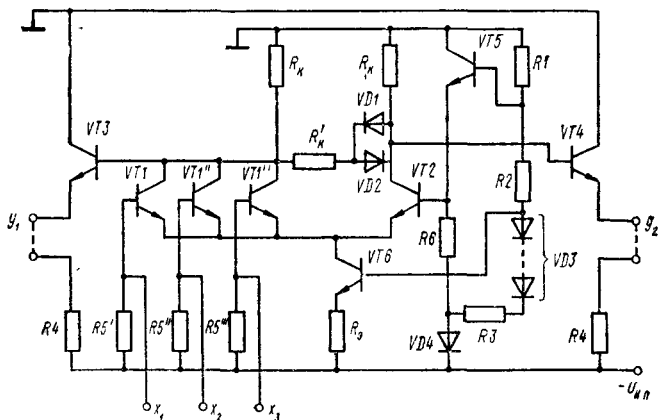 VT5
Rк
Rк
R1
VD1
VT3
R'к
VT4
VT1
VT1''
VT1'''
VD2
VT2
R2
y1
R6
y2
VT6
VD3
R4
R5'
R5''
R5'''
Rэ
VD4
R3
R4
-Uи.п
x1
x2
x3